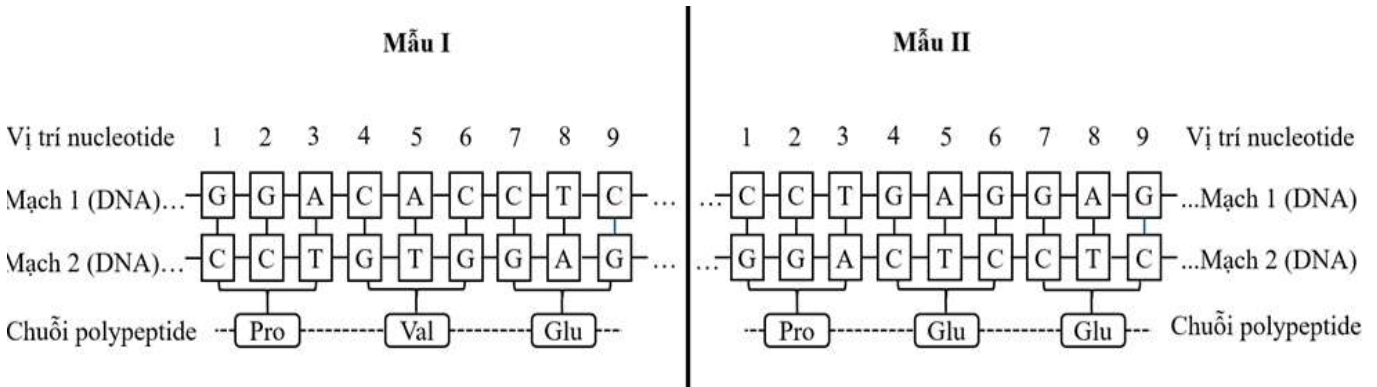 Mẫu I
Mẫu II
Vị trí nucleotide 1 2 3 4 5 6 7 8 9
1 2 3 4 5 6 7 8 9 Vị trí nucleotide
Mạch 1 (DNA)... G G A C A C C T C ...
... C C T G A G G A G ...Mạch 1 (DNA)
Mạch 2 (DNA)... C C T G T G G A G ...
... G G A C T C C T C ...Mạch 2 (DNA)
Chuỗi polypeptide Pro Val Glu
Pro Glu Glu Chuỗi polypeptide